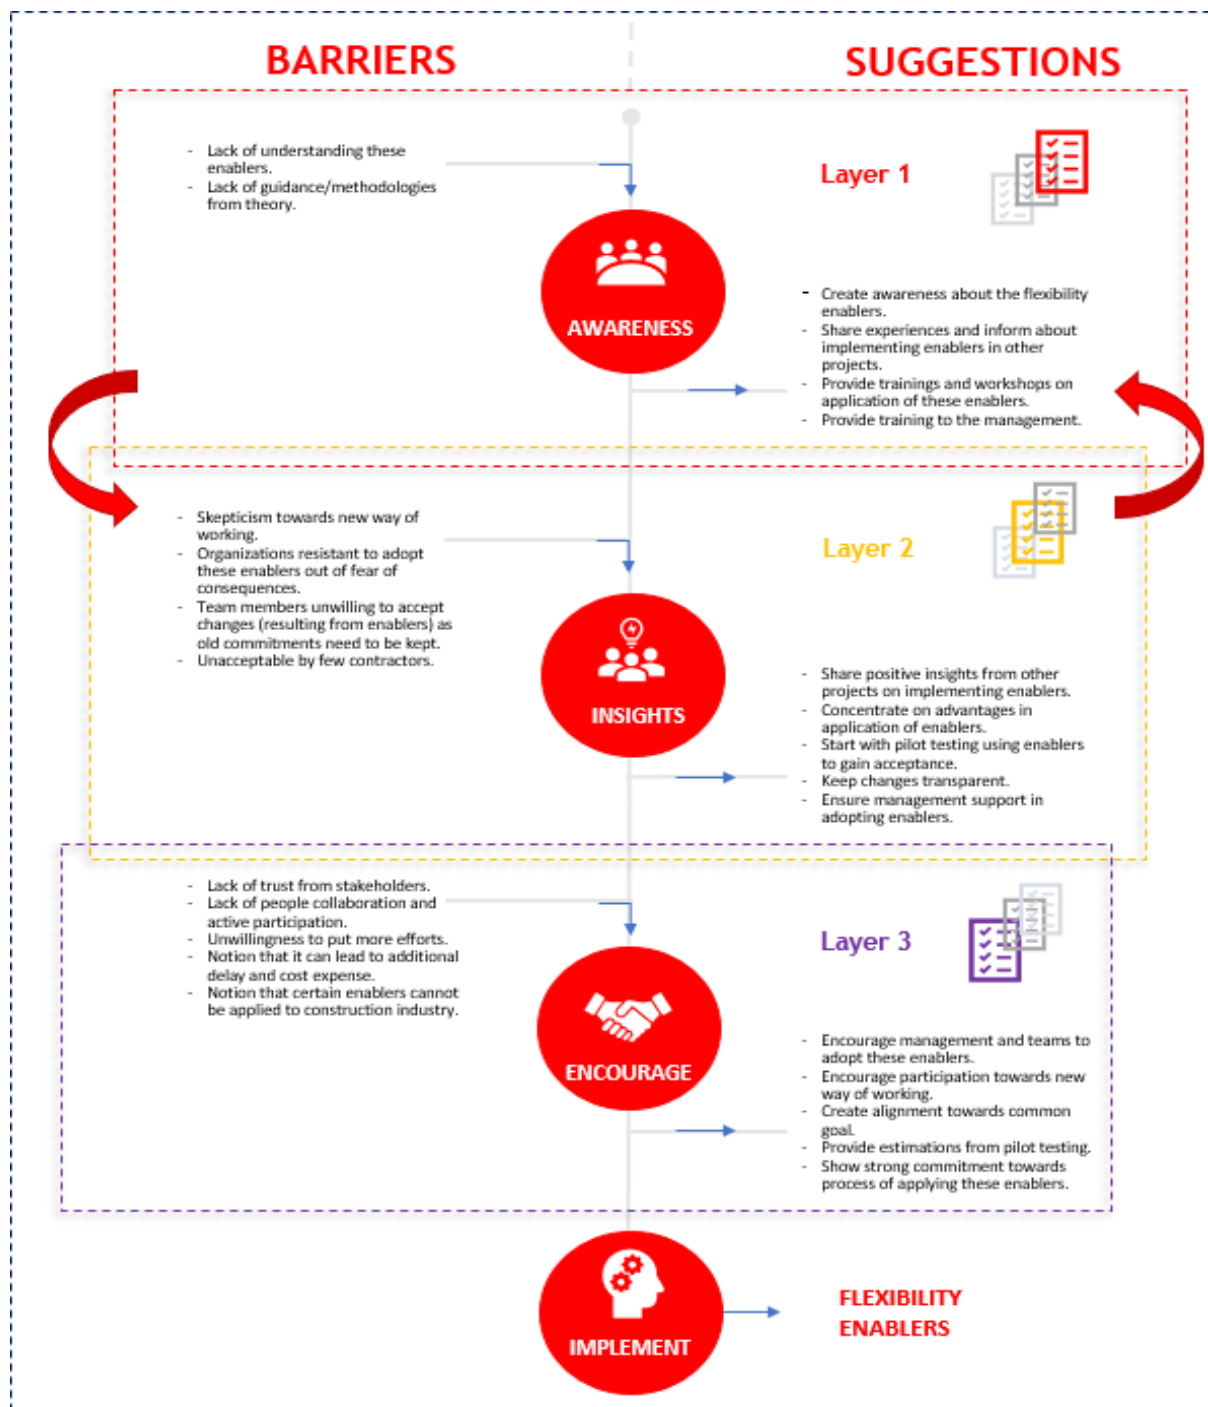 BARRIERS
SUGGESTIONS
- Lack of understanding these
enablers.
- Lack of guidance/methodologies
from theory.
Layer 1
AWARENESS
- Create awareness about the flexibility
enablers.
- Share experiences and inform about
implementing enablers in other
projects.
- Provide trainings and workshops on
application of these enablers.
- Provide training to the management.
- Skepticism towards new way of
working.
- Organizations resistant to adopt
these enablers out of fear of
consequences.
- Team members unwilling to accept
changes (resulting from enablers) as
old commitments need to be kept.
- Unacceptable by few contractors.
Layer 2
INSIGHTS
- Share positive insights from other
projects on implementing enablers.
- Concentrate on advantages in
application of enablers.
- Start with pilot testing using enablers
to gain acceptance.
- Keep changes transparent.
- Ensure management support in
adopting enablers.
- Lack of trust from stakeholders.
- Lack of people collaboration and
active participation.
- Unwillingness to put more efforts.
- Notion that it can lead to additional
delay and cost expense.
- Notion that certain enablers cannot
be applied to construction industry.
Layer 3
ENCOURAGE
- Encourage management and teams to
adopt these enablers.
- Encourage participation towards new
way of working.
- Create alignment towards common
goal.
- Provide estimations from pilot testing.
- Show strong commitment towards
process of applying these enablers.
IMPLEMENT
FLEXIBILITY
ENABLERS